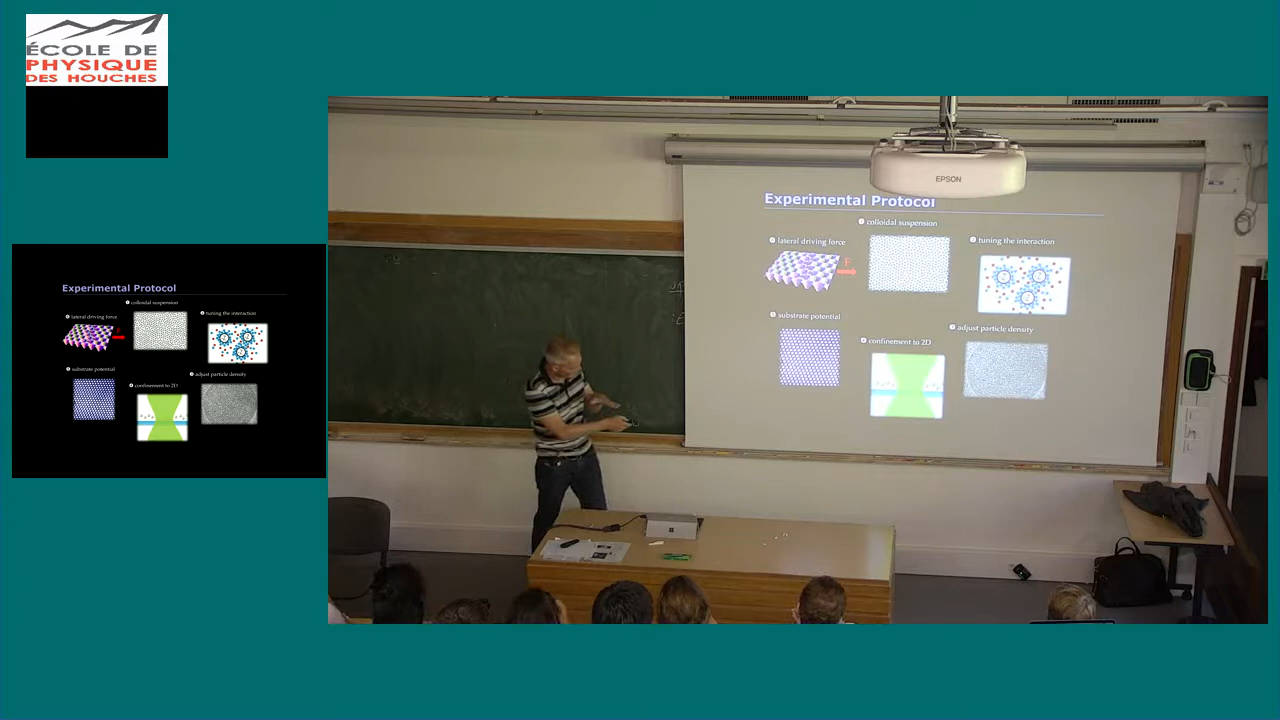 ÉCOLE DE
PHYSIQUE
DES HOUCHES
Experimental Protocol
colloidal suspension
lateral driving force
tuning the interaction
substrate potential
adjust particle density
confinement to 2D
EPSON
Experimental Protocol
colloidal suspension
lateral driving force
tuning the interaction
F
substrate potential
adjust particle density
confinement to 2D